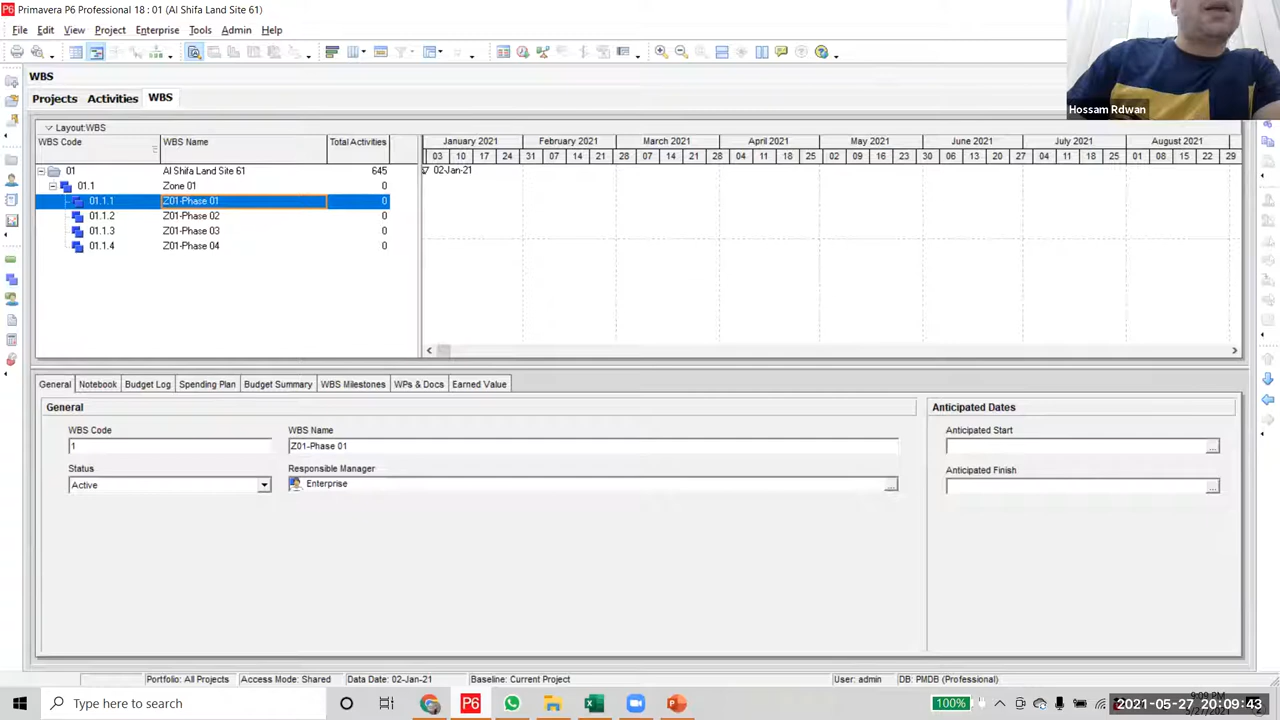 Primavera P6 Professional 18 : 01 (Al Shifa Land Site 61)
File Edit View Project Enterprise Tools Admin Help
WBS
Projects Activities WBS
Hossam Rdwan
Layout:WBS
WBS Code WBS Name Total Activities
January 2021 February 2021 March 2021 April 2021 May 2021 June 2021 July 2021 August 2021
03 10 17 24 31 07 14 21 28 07 14 21 28 04 11 18 25 02 09 16 23 30 06 13 20 27 04 11 18 25 01 08 15 22 29
01 Al Shifa Land Site 61 645 02-Jan-21
01.1 Zone 01 0
01.1.1 Z01-Phase 01 0
01.1.2 Z01-Phase 02 0
01.1.3 Z01-Phase 03 0
01.1.4 Z01-Phase 04 0
General Notebook Budget Log Spending Plan Budget Summary WBS Milestones WPs & Docs Earned Value
General
Anticipated Dates
WBS Code WBS Name
Anticipated Start
1 Z01-Phase 01
Status Responsible Manager
Anticipated Finish
Active Enterprise
Portfolio: All Projects Access Mode: Shared Data Date: 02-Jan-21 Baseline: Current Project User: admin DB: PMDB (Professional)
Type here to search
P6
100%
9:09 PM
2021-05-27 20:09:43